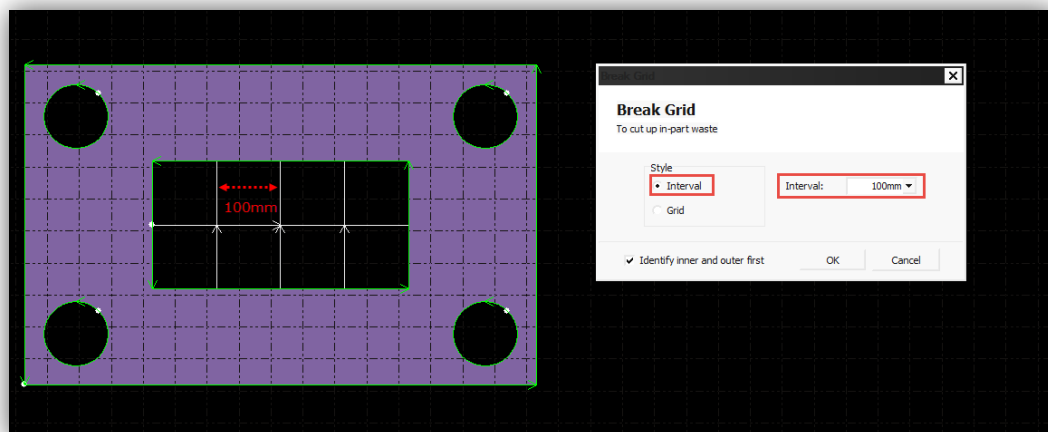 100mm
Break Grid
Break Grid
To cut up in-part waste
Style
Interval
Interval: 100mm
Grid
Identify inner and outer first
OK
Cancel